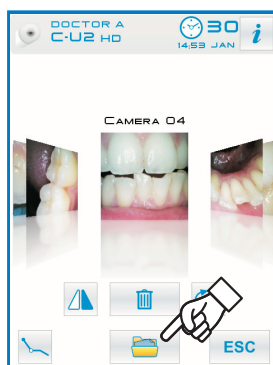 DOCTOR A
C-U2 HD
30
14:53 JAN
i
CAMERA 04
ESC